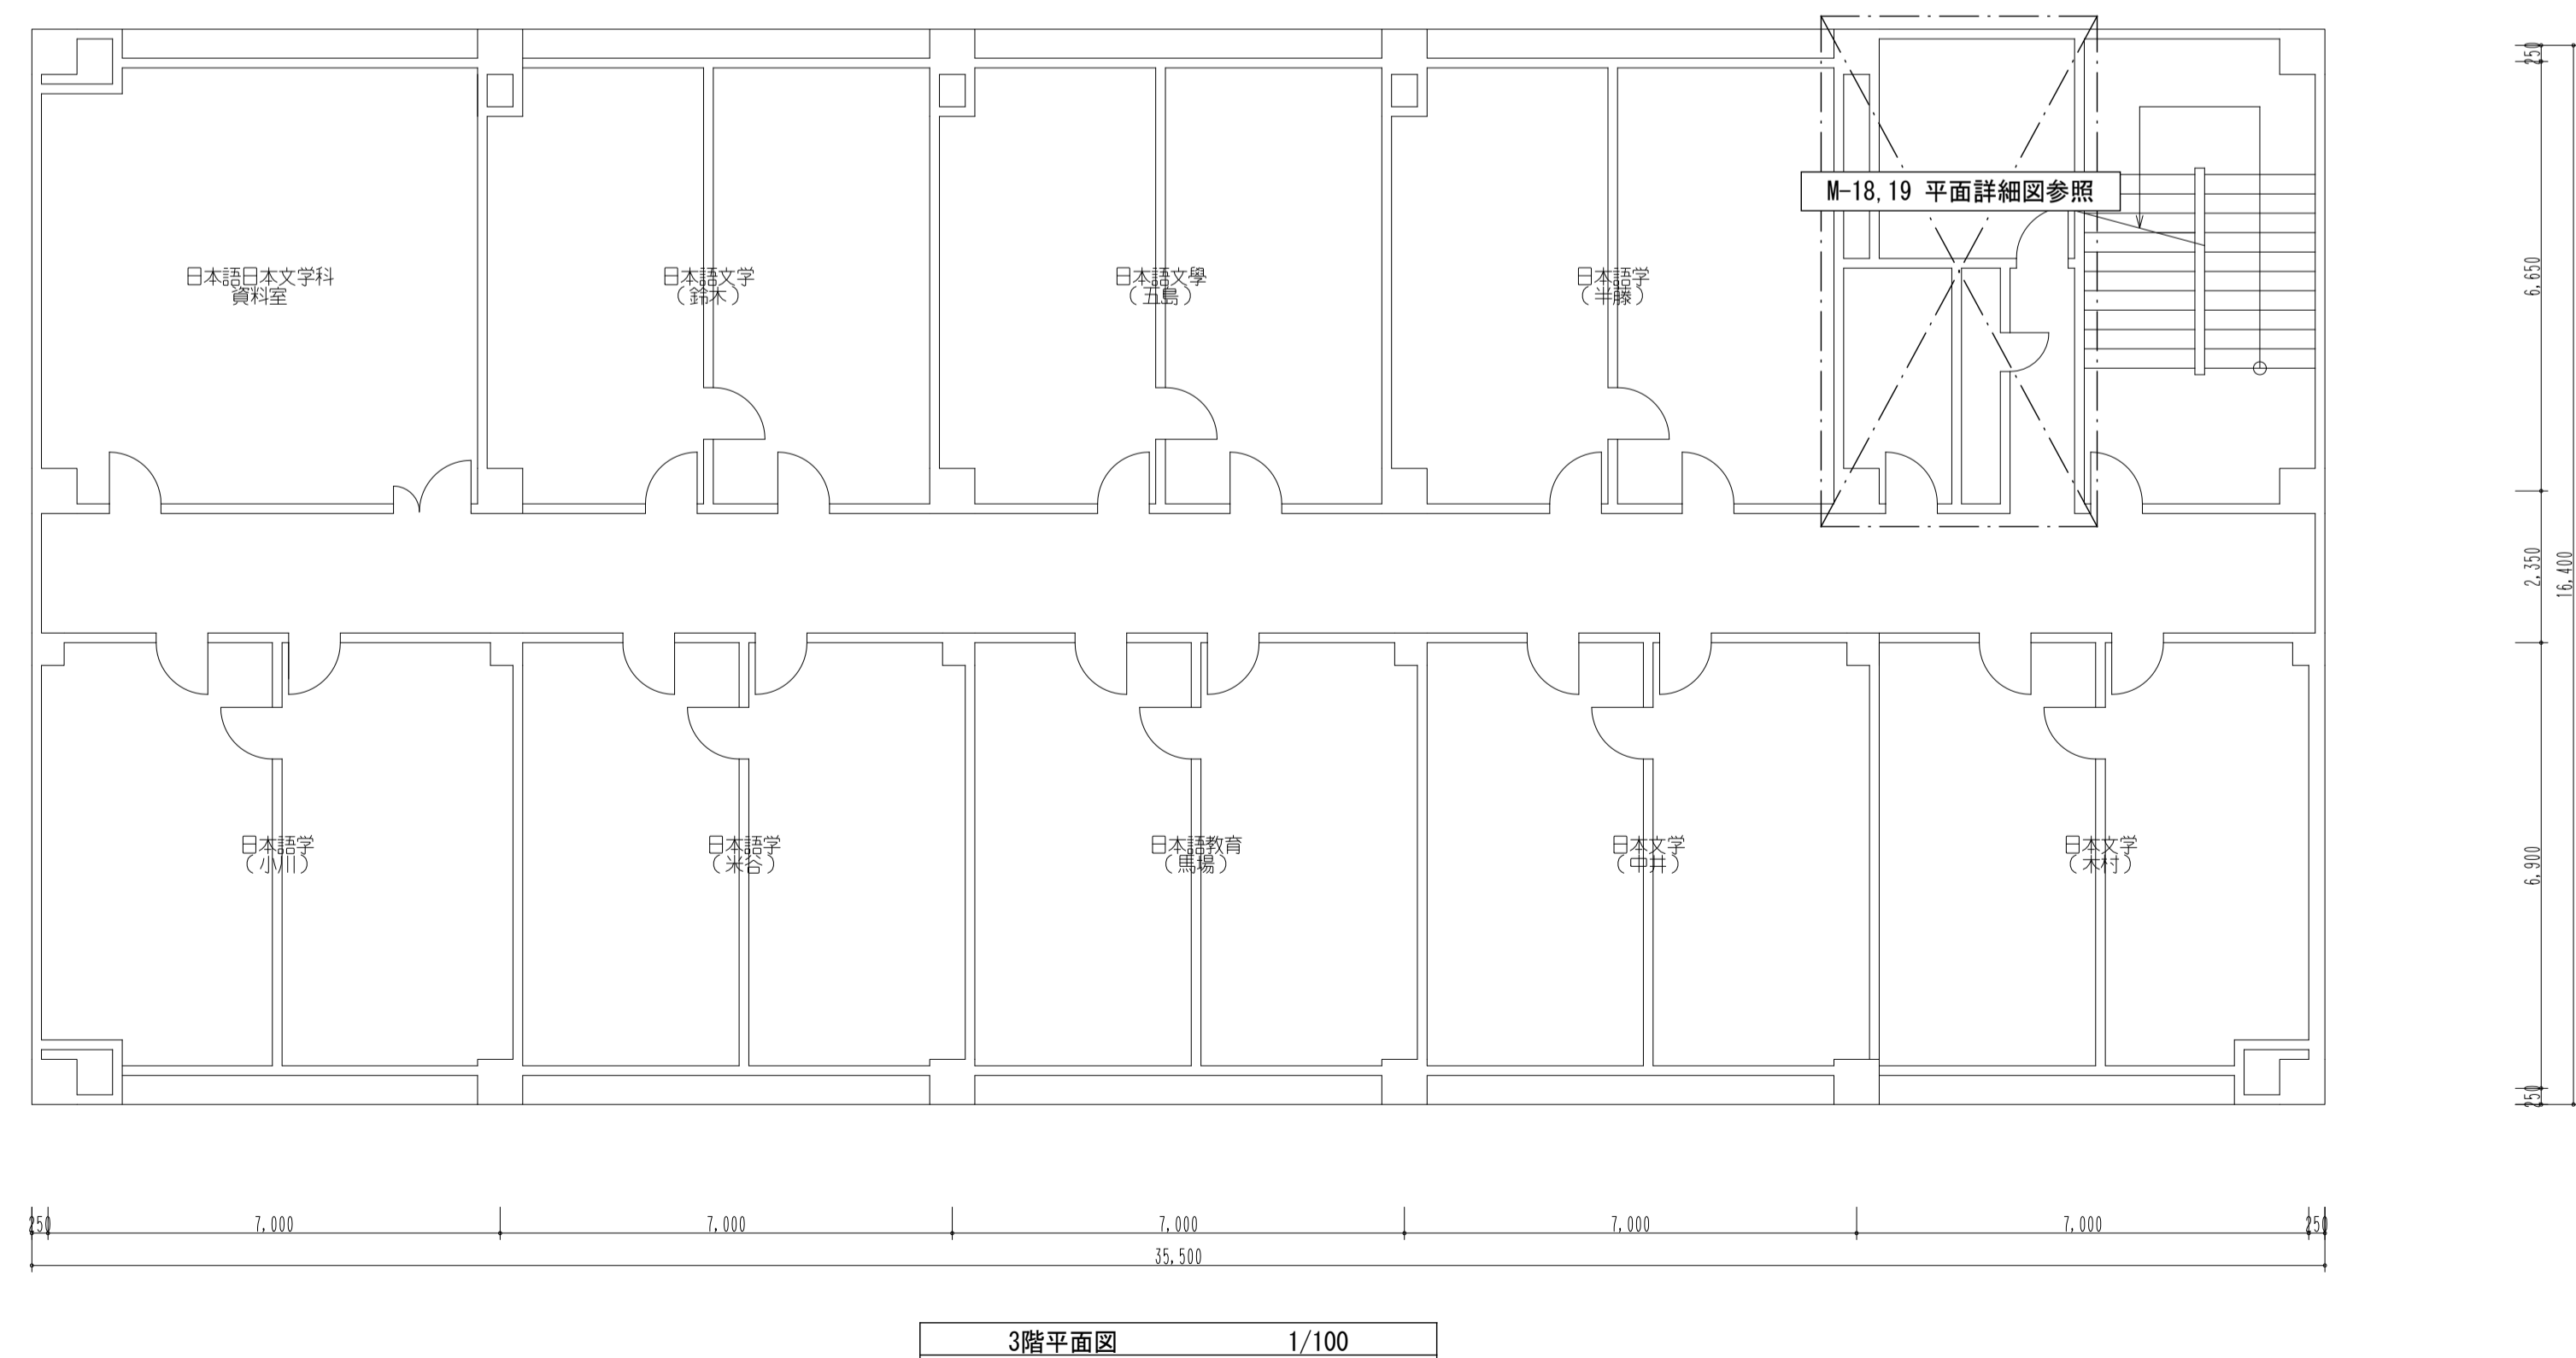 M-18,19 平面詳細図参照
日本語日本文学科
資料室
日本語文学
(鈴木)
日本語文學
(五島)
日本語学
(半藤)
日本語学
(小川)
日本語学
(米谷)
日本語教育
(馬場)
日本文学
(中井)
日本文学
(木村)
250
6,650
2,350
16,400
6,900
250
250
7,000
7,000
7,000
7,000
7,000
250
35,500
3階平面図 1/100